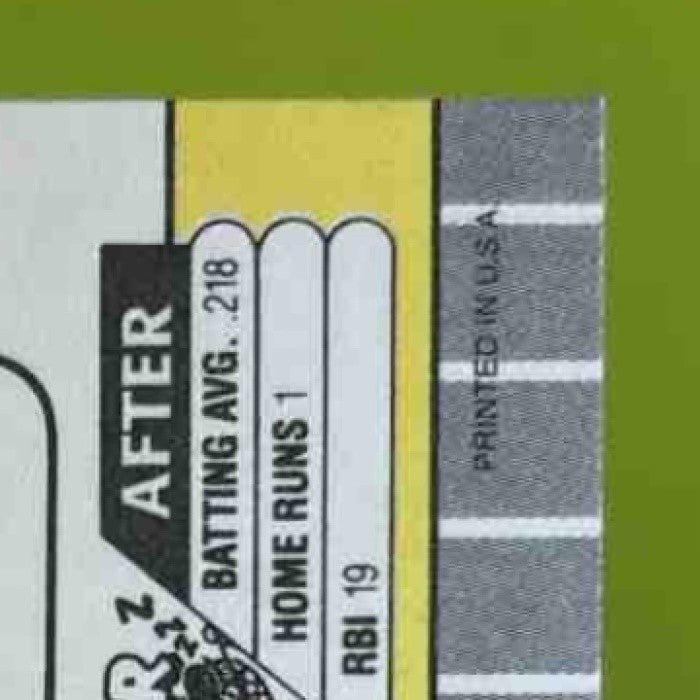 AFTER
BATTING AVG. .218
HOME RUNS 1
RBI 19
PRINTED IN U.S.A.